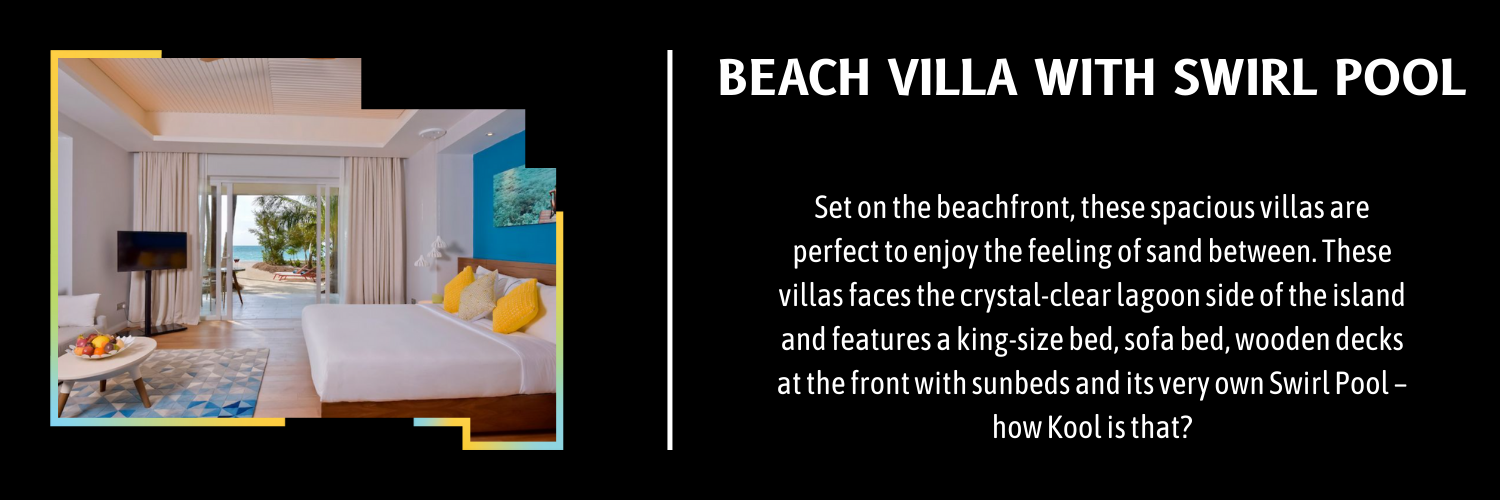 BEACH VILLA WITH SWIRL POOL
Set on the beachfront, these spacious villas are
perfect to enjoy the feeling of sand between. These
villas faces the crystal-clear lagoon side of the island
and features a king-size bed, sofa bed, wooden decks
at the front with sunbeds and its very own Swirl Pool –
how Kool is that?